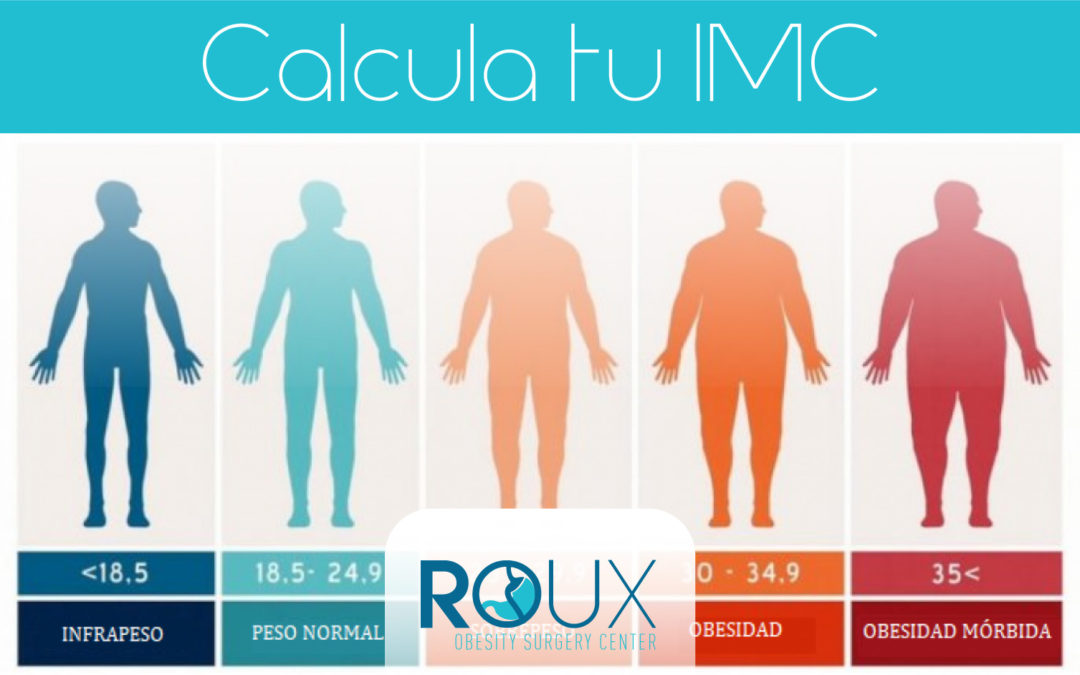 Calcula tu IMC
<18,5
18,5- 24,9
30 - 34,9
35<
INFRAPESO
PESO NORMAL
SOBREPESO
OBESIDAD
OBESIDAD MÓRBIDA
ROUX
OBESITY SURGERY CENTER